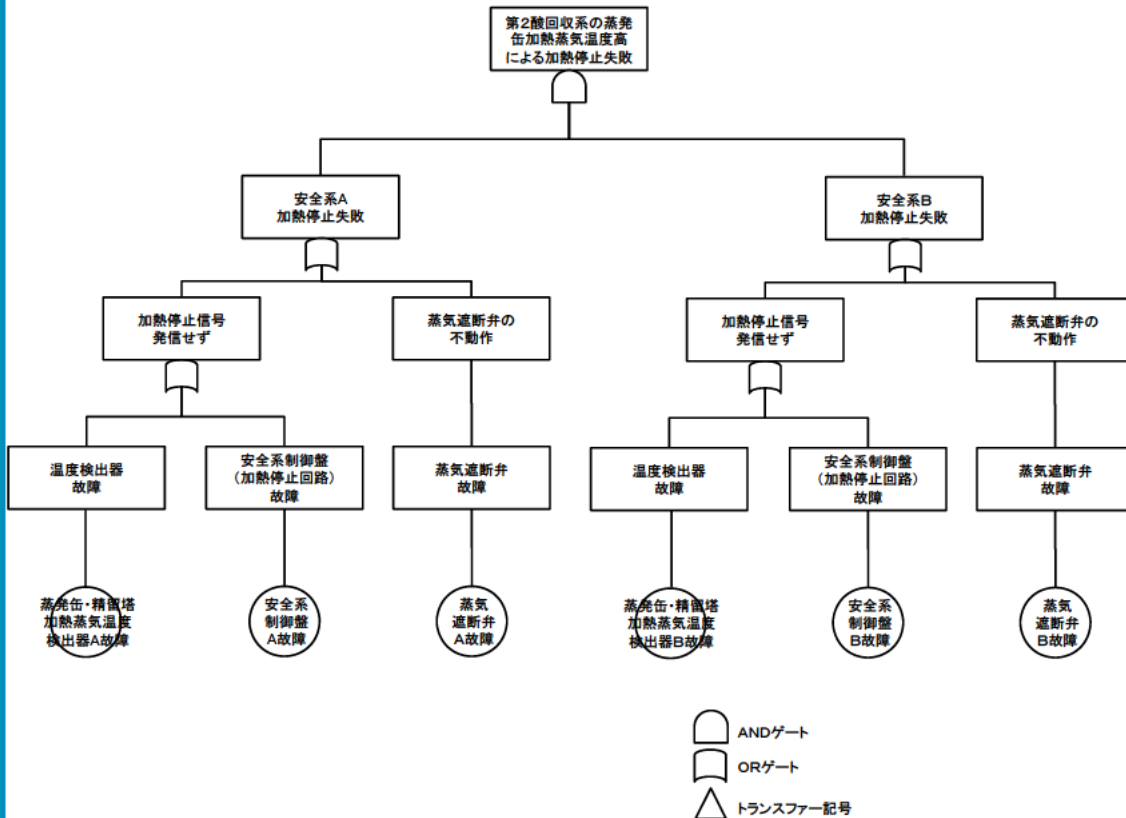 第2酸回収系の蒸発
缶加熱蒸気温度高
による加熱停止失敗
安全系A
加熱停止失敗
安全系B
加熱停止失敗
加熱停止信号
発信せず
蒸気遮断弁の
不動作
加熱停止信号
発信せず
蒸気遮断弁の
不動作
温度検出器
故障
安全系制御盤
(加熱停止回路)
故障
蒸気遮断弁
故障
温度検出器
故障
安全系制御盤
(加熱停止回路)
故障
蒸気遮断弁
故障
蒸発缶・精留塔
加熱蒸気温度
検出器A故障
安全系
制御盤
A故障
蒸気
遮断弁
A故障
蒸発缶・精留塔
加熱蒸気温度
検出器B故障
安全系
制御盤
B故障
蒸気
遮断弁
B故障
ANDゲート
ORゲート
トランスファー記号